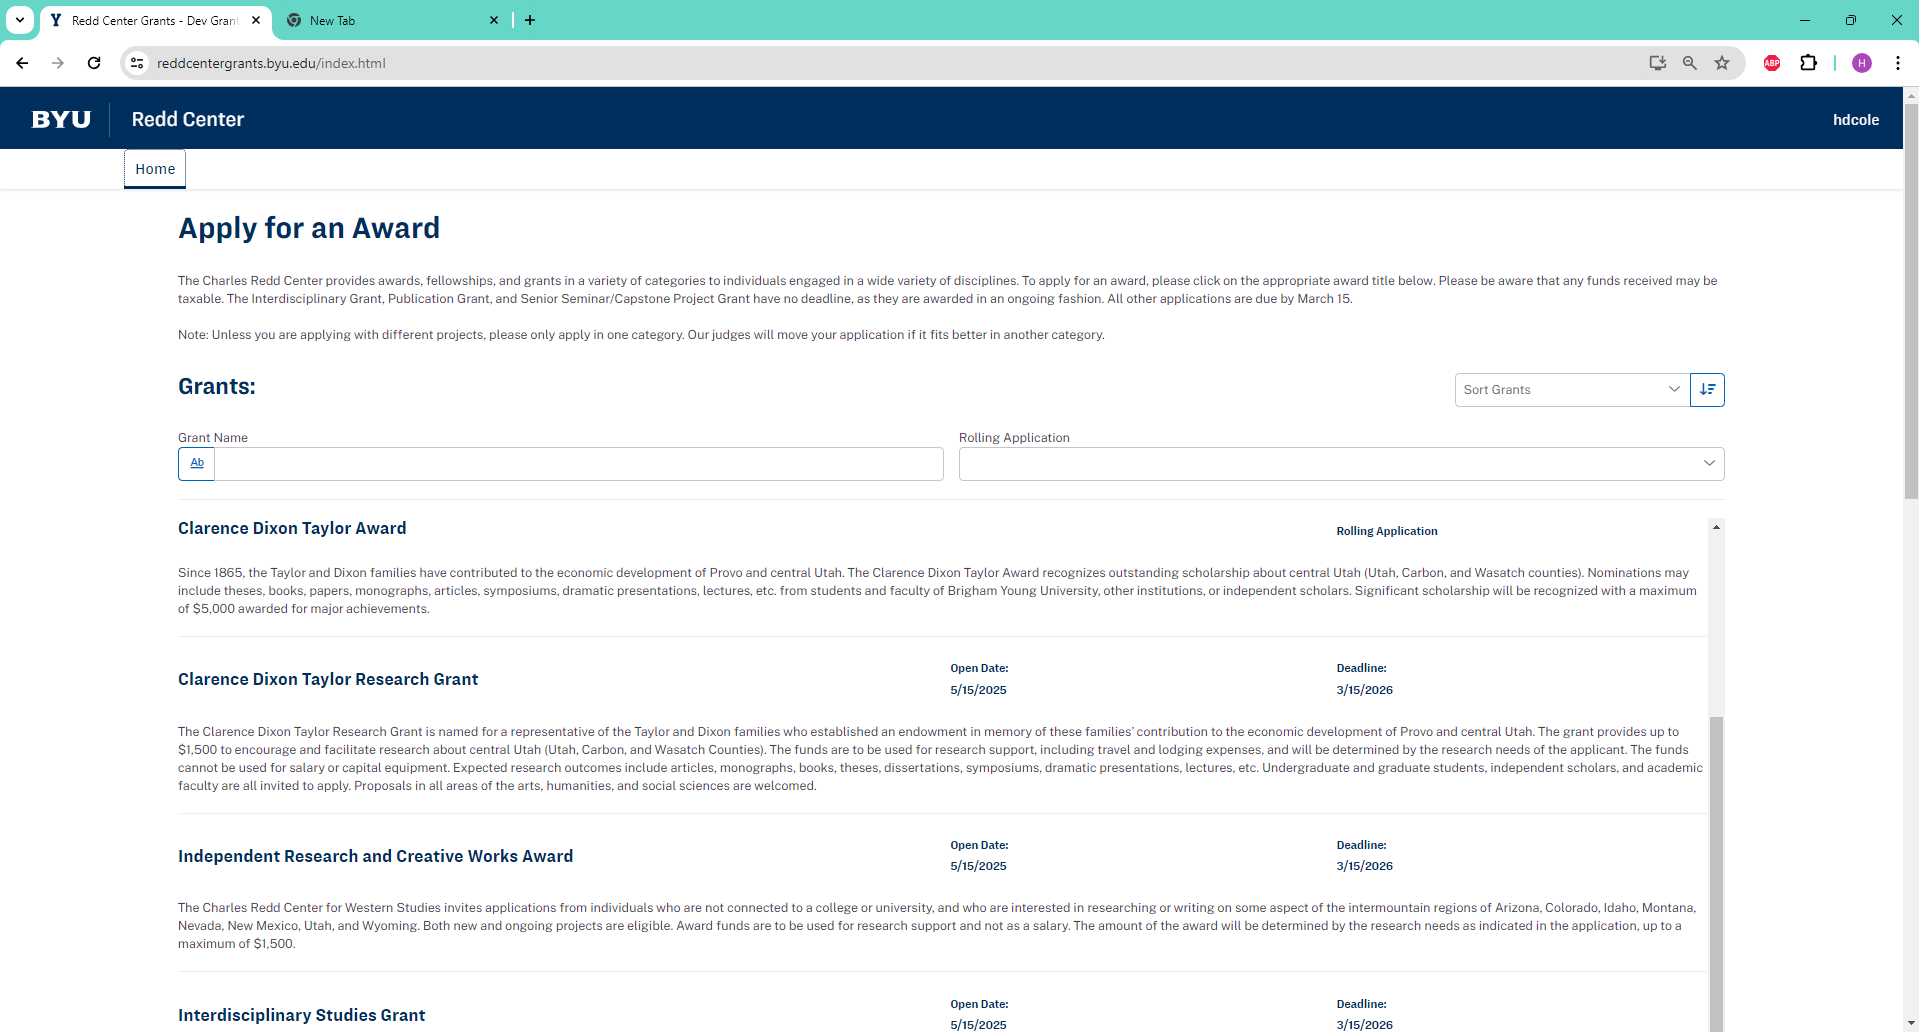 Redd Center Grants - Dev Gran
New Tab
reddcentergrants.byu.edu/index.html
ABP
H
BYU
Redd Center
hdcole
Home
Apply for an Award
The Charles Redd Center provides awards, fellowships, and grants in a variety of categories to individuals engaged in a wide variety of disciplines. To apply for an award, please click on the appropriate award title below. Please be aware that any funds received may be
taxable. The Interdisciplinary Grant, Publication Grant, and Senior Seminar/Capstone Project Grant have no deadline, as they are awarded in an ongoing fashion. All other applications are due by March 15.
Note: Unless you are applying with different projects, please only apply in one category. Our judges will move your application if it fits better in another category.
Grants:
Sort Grants
Grant Name
Rolling Application
Ab
Clarence Dixon Taylor Award
Rolling Application
Since 1865, the Taylor and Dixon families have contributed to the economic development of Provo and central Utah. The Clarence Dixon Taylor Award recognizes outstanding scholarship about central Utah (Utah, Carbon, and Wasatch counties). Nominations may
include theses, books, papers, monographs, articles, symposiums, dramatic presentations, lectures, etc. from students and faculty of Brigham Young University, other institutions, or independent scholars. Significant scholarship will be recognized with a maximum
of $5,000 awarded for major achievements.
Clarence Dixon Taylor Research Grant
Open Date:
5/15/2025
Deadline:
3/15/2026
The Clarence Dixon Taylor Research Grant is named for a representative of the Taylor and Dixon families who established an endowment in memory of these families' contribution to the economic development of Provo and central Utah. The grant provides up to
$1,500 to encourage and facilitate research about central Utah (Utah, Carbon, and Wasatch Counties). The funds are to be used for research support, including travel and lodging expenses, and will be determined by the research needs of the applicant. The funds
cannot be used for salary or capital equipment. Expected research outcomes include articles, monographs, books, theses, dissertations, symposiums, dramatic presentations, lectures, etc. Undergraduate and graduate students, independent scholars, and academic
faculty are all invited to apply. Proposals in all areas of the arts, humanities, and social sciences are welcomed.
Independent Research and Creative Works Award
Open Date:
5/15/2025
Deadline:
3/15/2026
The Charles Redd Center for Western Studies invites applications from individuals who are not connected to a college or university, and who are interested in researching or writing on some aspect of the intermountain regions of Arizona, Colorado, Idaho, Montana,
Nevada, New Mexico, Utah, and Wyoming. Both new and ongoing projects are eligible. Award funds are to be used for research support and not as a salary. The amount of the award will be determined by the research needs as indicated in the application, up to a
maximum of $1,500.
Interdisciplinary Studies Grant
Open Date:
5/15/2025
Deadline:
3/15/2026